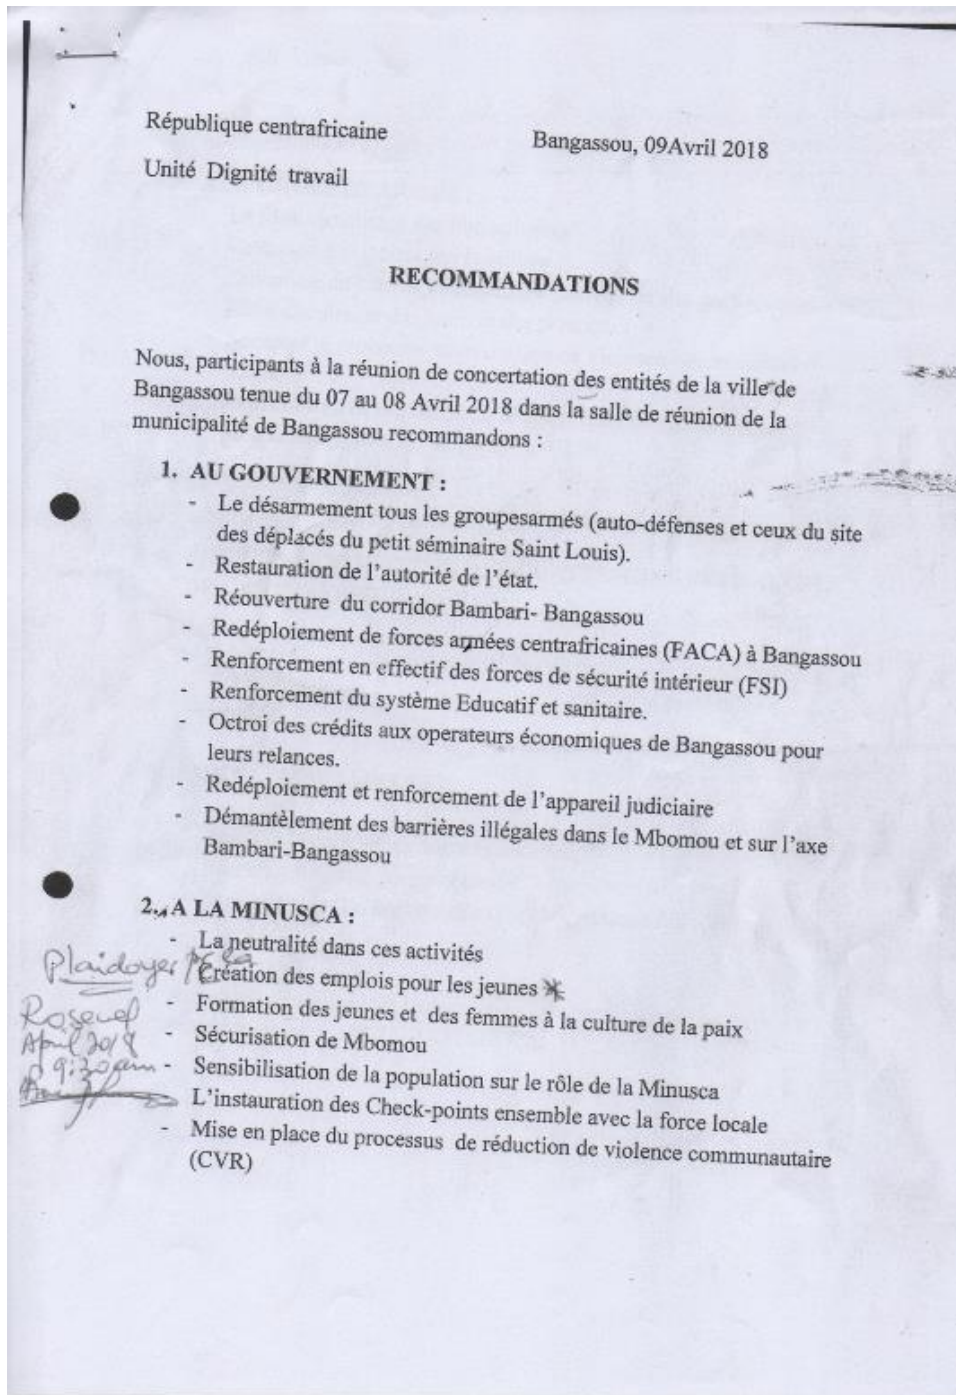 République centrafricaine
Bangassou, 09Avril 2018
Unité Dignité travail
RECOMMANDATIONS
Nous, participants à la réunion de concertation des entités de la ville de
Bangassou tenue du 07 au 08 Avril 2018 dans la salle de réunion de la
municipalité de Bangassou recommandons :
1. AU GOUVERNEMENT :
- Le désarmement tous les groupesarmés (auto-défenses et ceux du site
des déplacés du petit séminaire Saint Louis).
- Restauration de l'autorité de l'état.
- Réouverture du corridor Bambari- Bangassou
- Redéploiement de forces armées centrafricaines (FACA) à Bangassou
- Renforcement en effectif des forces de sécurité intérieur (FSI)
- Renforcement du système Educatif et sanitaire.
- Octroi des crédits aux operateurs économiques de Bangassou pour
leurs relances.
- Redéploiement et renforcement de l'appareil judiciaire
- Démantèlement des barrières illégales dans le Mbomou et sur l'axe
Bambari-Bangassou
2. A LA MINUSCA :
- La neutralité dans ces activités
Plaidoyer
Création des emplois pour les jeunes *
- Formation des jeunes et des femmes à la culture de la paix
- Sécurisation de Mbomou
April 2018
9:30 am
- Sensibilisation de la population sur le rôle de la Minusca
L'instauration des Check-points ensemble avec la force locale
- Mise en place du processus de réduction de violence communautaire
(CVR)